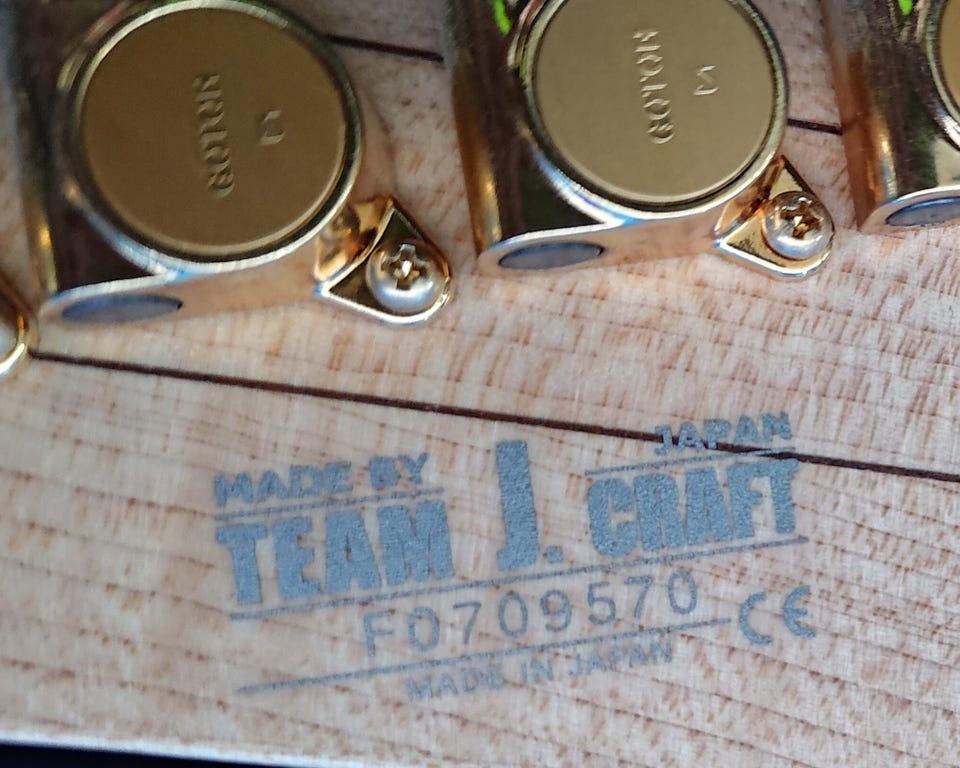 GOTOH
GOTOH
MADE BY
TEAM J. CRAFT
JAPAN
F0709570
CE
MADE IN JAPAN